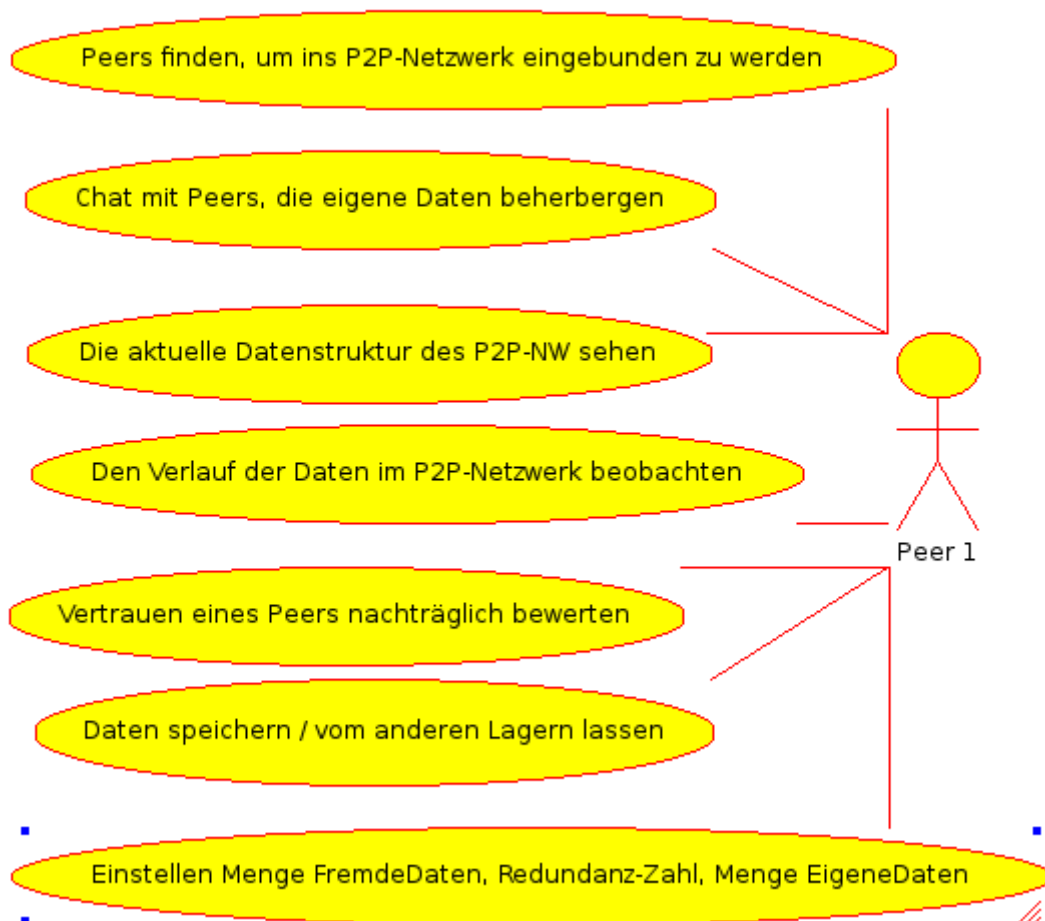 Peers finden, um ins P2P-Netzwerk eingebunden zu werden
Chat mit Peers, die eigene Daten beherbergen
Die aktuelle Datenstruktur des P2P-NW sehen
Den Verlauf der Daten im P2P-Netzwerk beobachten
Peer 1
Vertrauen eines Peers nachträglich bewerten
Daten speichern / vom anderen Lagern lassen
Einstellen Menge FremdeDaten, Redundanz-Zahl, Menge EigeneDaten